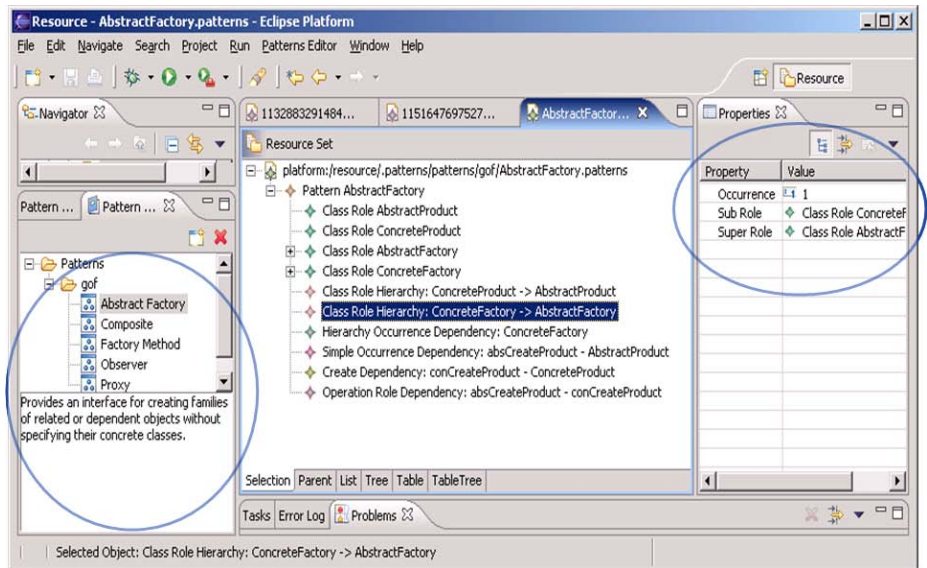 Resource - AbstractFactory.patterns - Eclipse Platform
File Edit Navigate Search Project Run Patterns Editor Window Help
Resource
Navigator
Pattern ... Pattern ...
Patterns
gof
Abstract Factory
Composite
Factory Method
Observer
Proxy
Provides an interface for creating families
of related or dependent objects without
specifying their concrete classes.
1132883291484... 1151647697527... AbstractFactor...
Resource Set
platform:/resource/.patterns/patterns/gof/AbstractFactory.patterns
Pattern AbstractFactory
Class Role AbstractProduct
Class Role ConcreteProduct
Class Role AbstractFactory
Class Role ConcreteFactory
Class Role Hierarchy: ConcreteProduct -> AbstractProduct
Class Role Hierarchy: ConcreteFactory -> AbstractFactory
Hierarchy Occurrence Dependency: ConcreteFactory
Simple Occurrence Dependency: absCreateProduct - AbstractProduct
Create Dependency: conCreateProduct - ConcreteProduct
Operation Role Dependency: absCreateProduct - conCreateProduct
Selection Parent List Tree Table TableTree
Properties
Property Value
Occurrence 1
Sub Role Class Role ConcreteF
Super Role Class Role AbstractF
Tasks Error Log Problems
Selected Object: Class Role Hierarchy: ConcreteFactory -> AbstractFactory